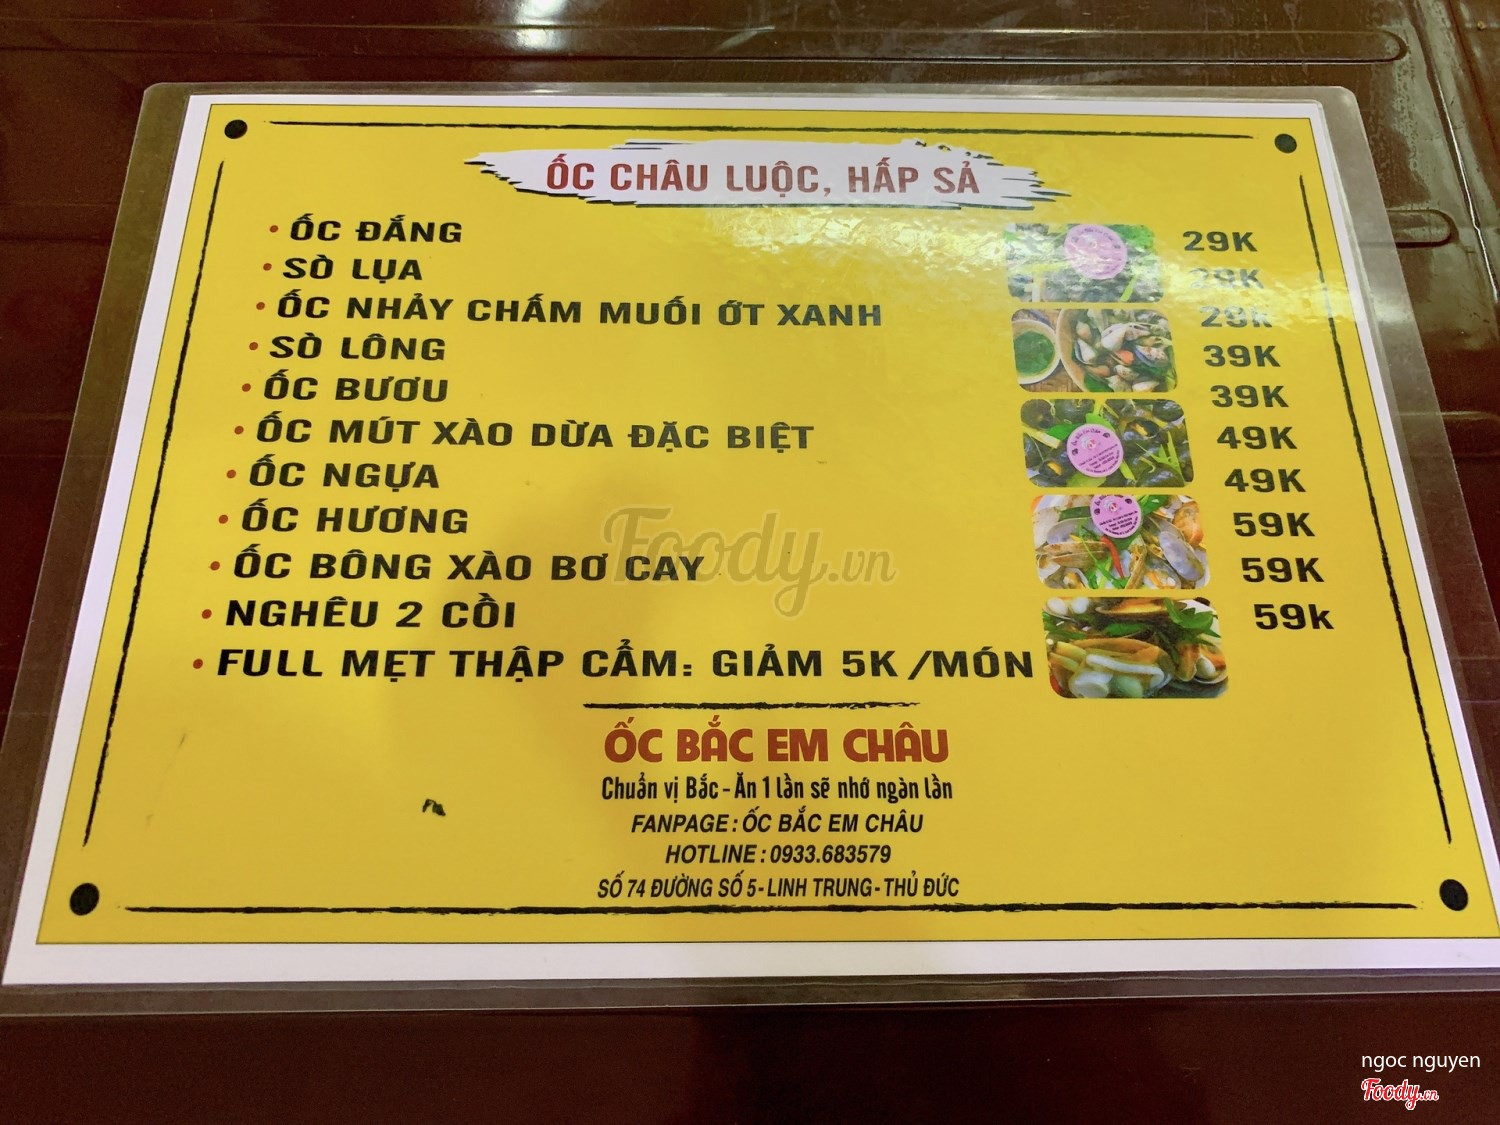 ỐC CHÂU LUỘC, HẤP SẢ
• ỐC ĐẮNG 29K
• SÒ LỤA 29K
• ỐC NHẢY CHẤM MUỐI ỚT XANH 29K
• SÒ LÔNG 39K
• ỐC BƯƠU 39K
• ỐC MÚT XÀO DỪA ĐẶC BIỆT 49K
• ỐC NGỰA 49K
• ỐC HƯƠNG 59K
• ỐC BÔNG XÀO BƠ CAY 59K
• NGHÊU 2 CỒI 59k
• FULL MẸT THẬP CẨM: GIẢM 5K /MÓN
Foody.vn
ỐC BẮC EM CHÂU
Chuẩn vị Bắc - Ăn 1 lần sẽ nhớ ngàn lần
FANPAGE: ỐC BẮC EM CHÂU
HOTLINE: 0933.683579
SỐ 74 ĐƯỜNG SỐ 5 - LINH TRUNG - THỦ ĐỨC
ngoc nguyen
Foody.vn